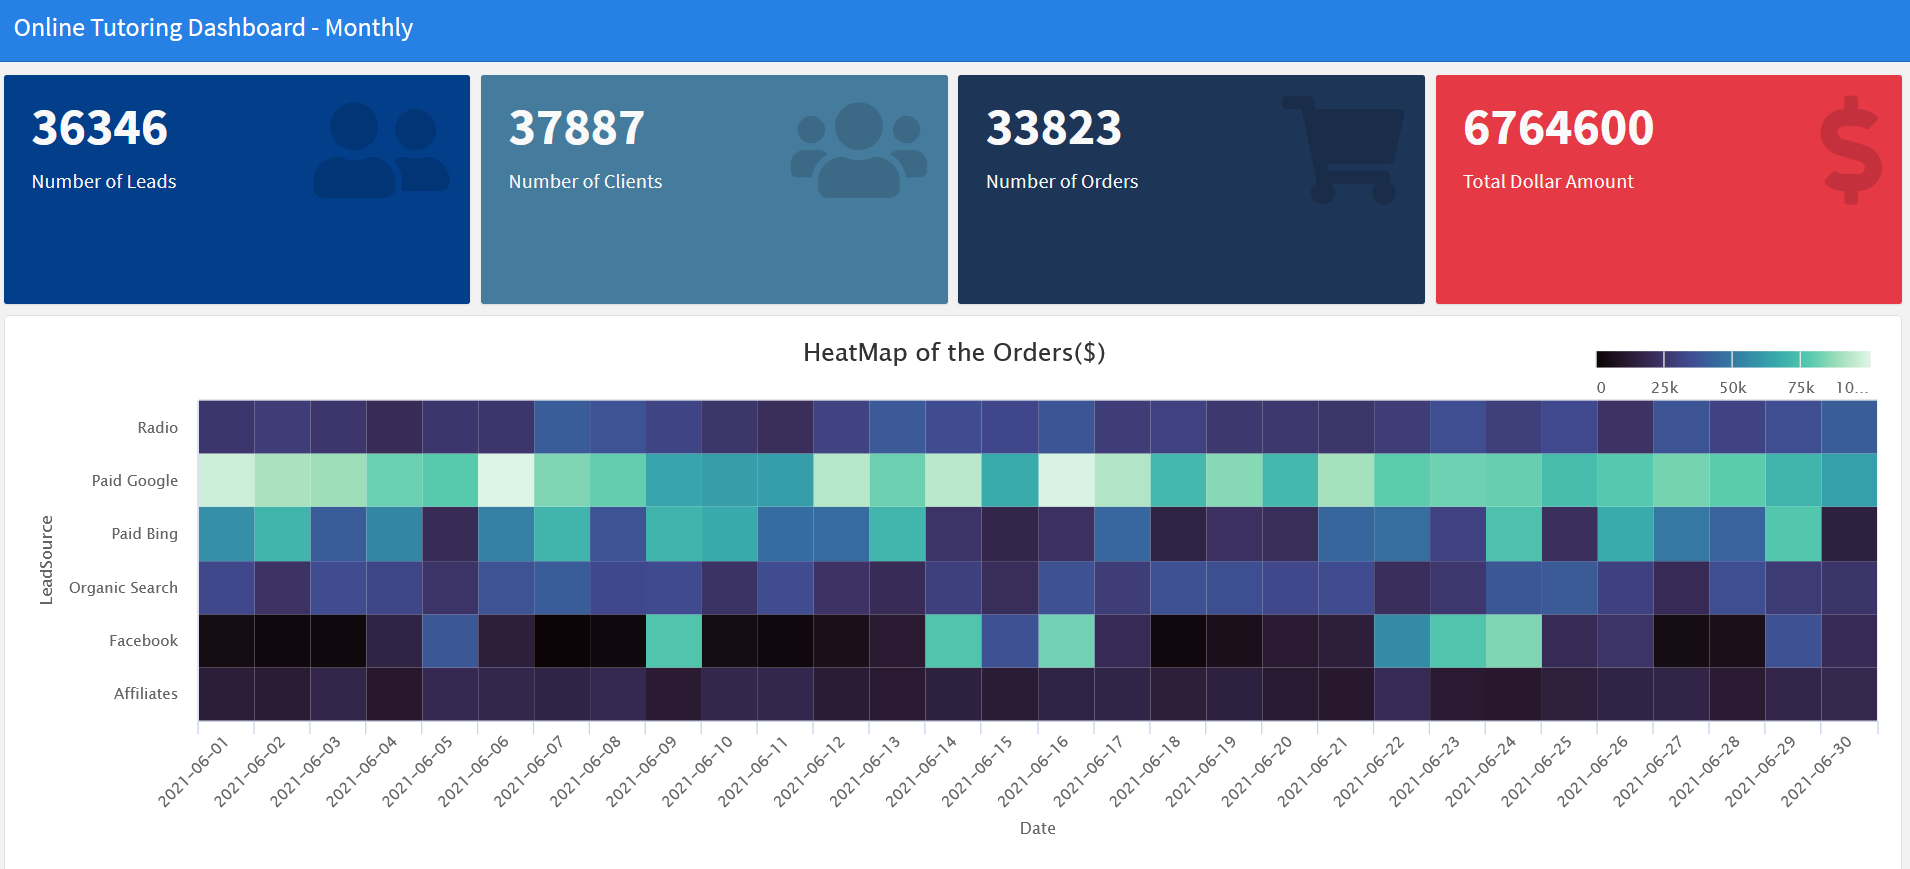 Online Tutoring Dashboard - Monthly
36346
Number of Leads
37887
Number of Clients
33823
Number of Orders
6764600
Total Dollar Amount
HeatMap of the Orders($)
0 25k 50k 75k 10...
LeadSource
Radio
Paid Google
Paid Bing
Organic Search
Facebook
Affiliates
2021-06-01
2021-06-02
2021-06-03
2021-06-04
2021-06-05
2021-06-06
2021-06-07
2021-06-08
2021-06-09
2021-06-10
2021-06-11
2021-06-12
2021-06-13
2021-06-14
2021-06-15
2021-06-16
2021-06-17
2021-06-18
2021-06-19
2021-06-20
2021-06-21
2021-06-22
2021-06-23
2021-06-24
2021-06-25
2021-06-26
2021-06-27
2021-06-28
2021-06-29
2021-06-30
Date